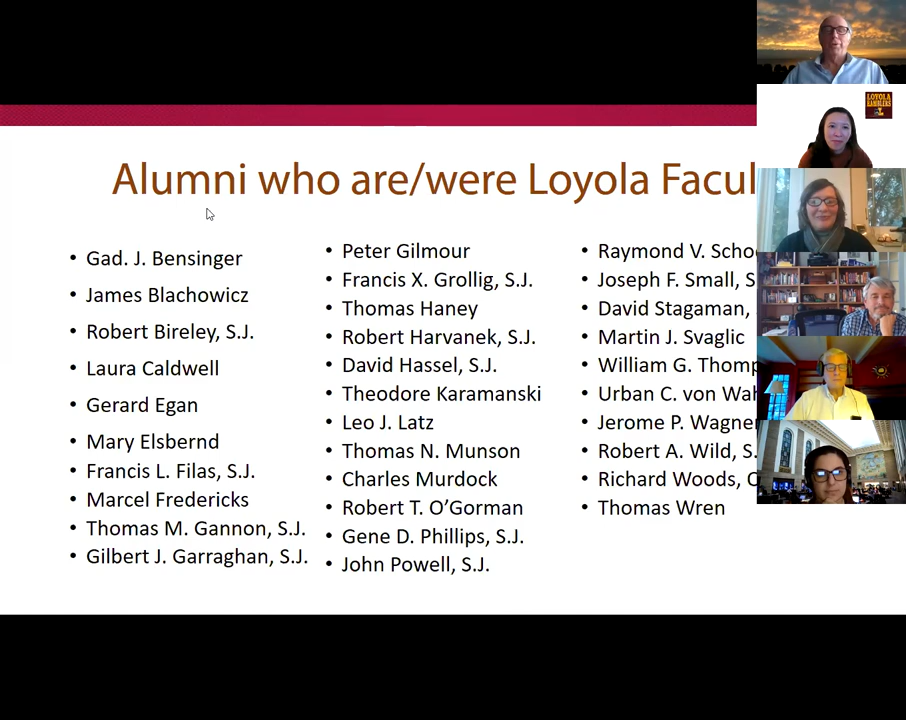 Alumni who are/were Loyola
• Gad. J. Bensinger
• James Blachowicz
• Robert Bireley, S.J.
• Laura Caldwell
• Gerard Egan
• Mary Elsbernd
• Francis L. Filas, S.J.
• Marcel Fredericks
• Thomas M. Gannon, S.J.
• Gilbert J. Garraghan, S.J.
• Peter Gilmour
• Francis X. Grollig, S.J.
• Thomas Haney
• Robert Harvanek, S.J.
• David Hassel, S.J.
• Theodore Karamanski
• Leo J. Latz
• Thomas N. Munson
• Charles Murdock
• Robert T. O’Gorman
• Gene D. Phillips, S.J.
• John Powell, S.J.
• Raymond V.
• Joseph F. Small,
• David Stagaman,
• Martin J. Svaglic
• William G.
• Urban C. von
• Jerome P.
• Robert A. Wild,
• Richard Woods,
• Thomas Wren
LOYOLA
RAMBLERS